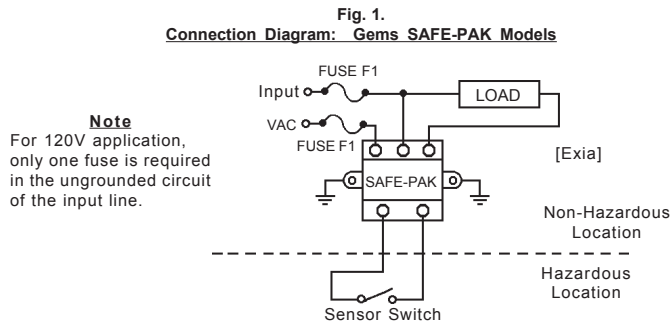 Fig. 1.
Connection Diagram: Gems SAFE-PAK Models
FUSE F1
Input
LOAD
VAC
FUSE F1
Note
For 120V application,
only one fuse is required
in the ungrounded circuit
of the input line.
[Exia]
SAFE-PAK
Non-Hazardous
Location
Hazardous
Location
Sensor Switch